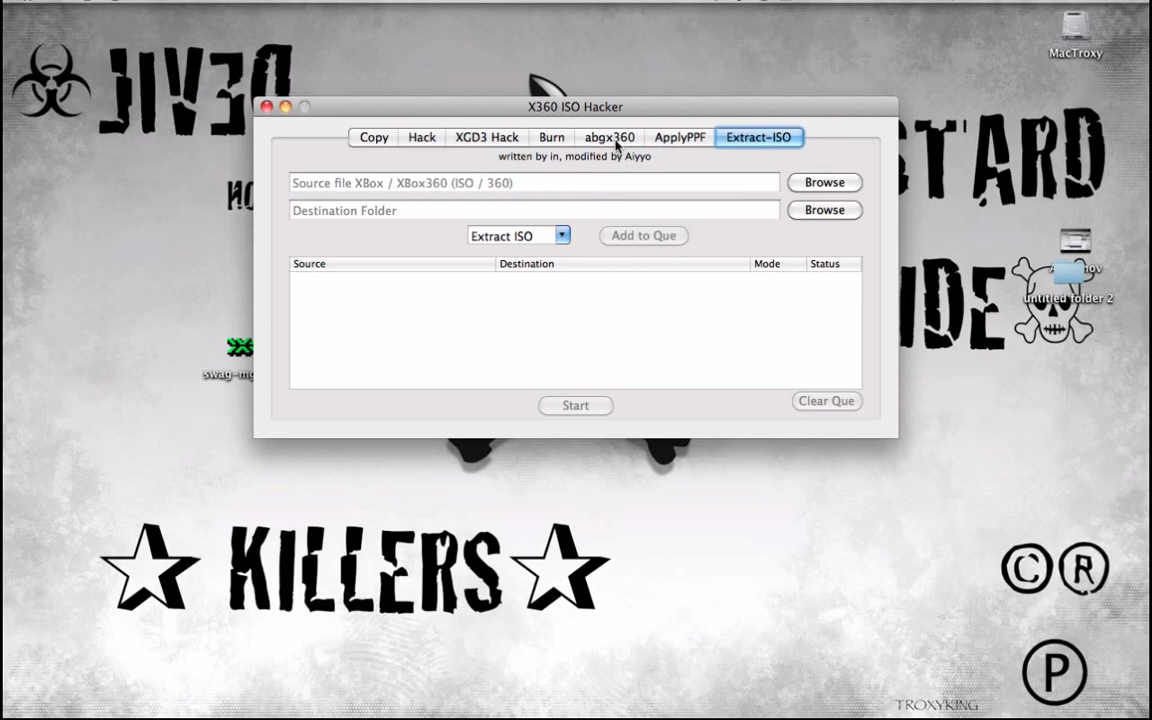 MacTroxy
X360 ISO Hacker
Copy
Hack
XGD3 Hack
Burn
abgx360
ApplyPPF
Extract-ISO
written by in, modified by Aiyyo
Source file XBox / XBox360 (ISO / 360)
Browse
Destination Folder
Browse
Extract ISO
Add to Que
Source
Destination
Mode
Status
untitled folder 2
Start
Clear Que
KILLERS
C
R
P
TROXYKING